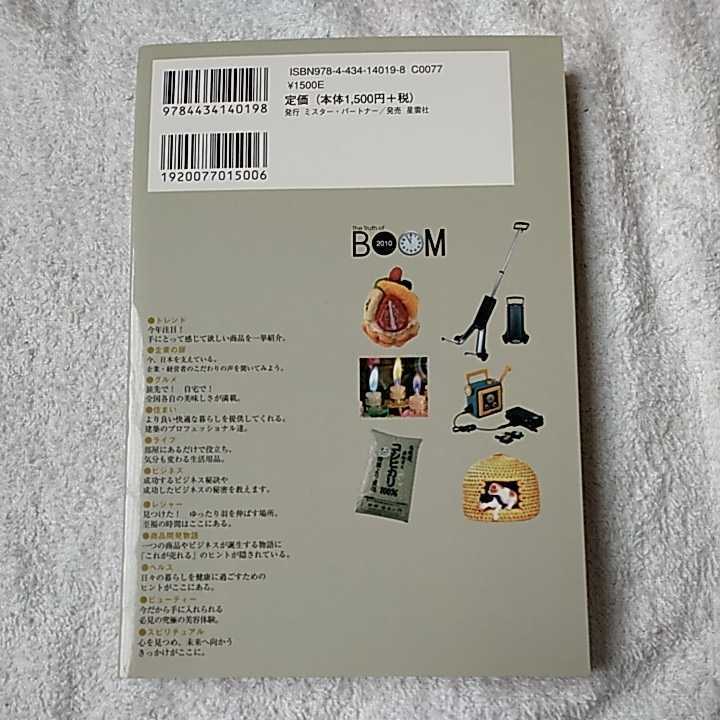 ISBN978-4-434-14019-8 C0077
¥1500E
定価（本体1,500円＋税）
発行 ミスター・パートナー／発売 星雲社
9784434140198
1920077015006
The Truth of
BOOM
2010
●トレンド
今年注目！
手にとって感じて欲しい商品を一挙紹介。
●企業の顔
今、日本を支えている。
企業・経営者のこだわりの声を聞いてみよう。
●グルメ
旅先で！ 自宅で！
全国各自の美味しさが満載。
●住まい
より良い快適な暮らしを提供してくれる。
建築のプロフェッショナル達。
●ライフ
部屋にあるだけで役立ち、
気分も変わる生活用品。
●ビジネス
成功するビジネス秘訣や
成功したビジネスの秘密を教えます。
●レジャー
見つけた！ ゆったり羽を伸ばす場所。
至福の時間はここにある。
●商品開発物語
一つの商品やビジネスが誕生する物語に
「これが売れる」のヒントが隠されている。
●ヘルス
日々の暮らしを健康に過ごすための
ヒントがここにある。
●ビューティー
今だから手に入れられる
必見の究極の美容体験。
●スピリチュアル
心を見つめ、未来へ向かう
きっかけがここに。
コシヒカリ
100%